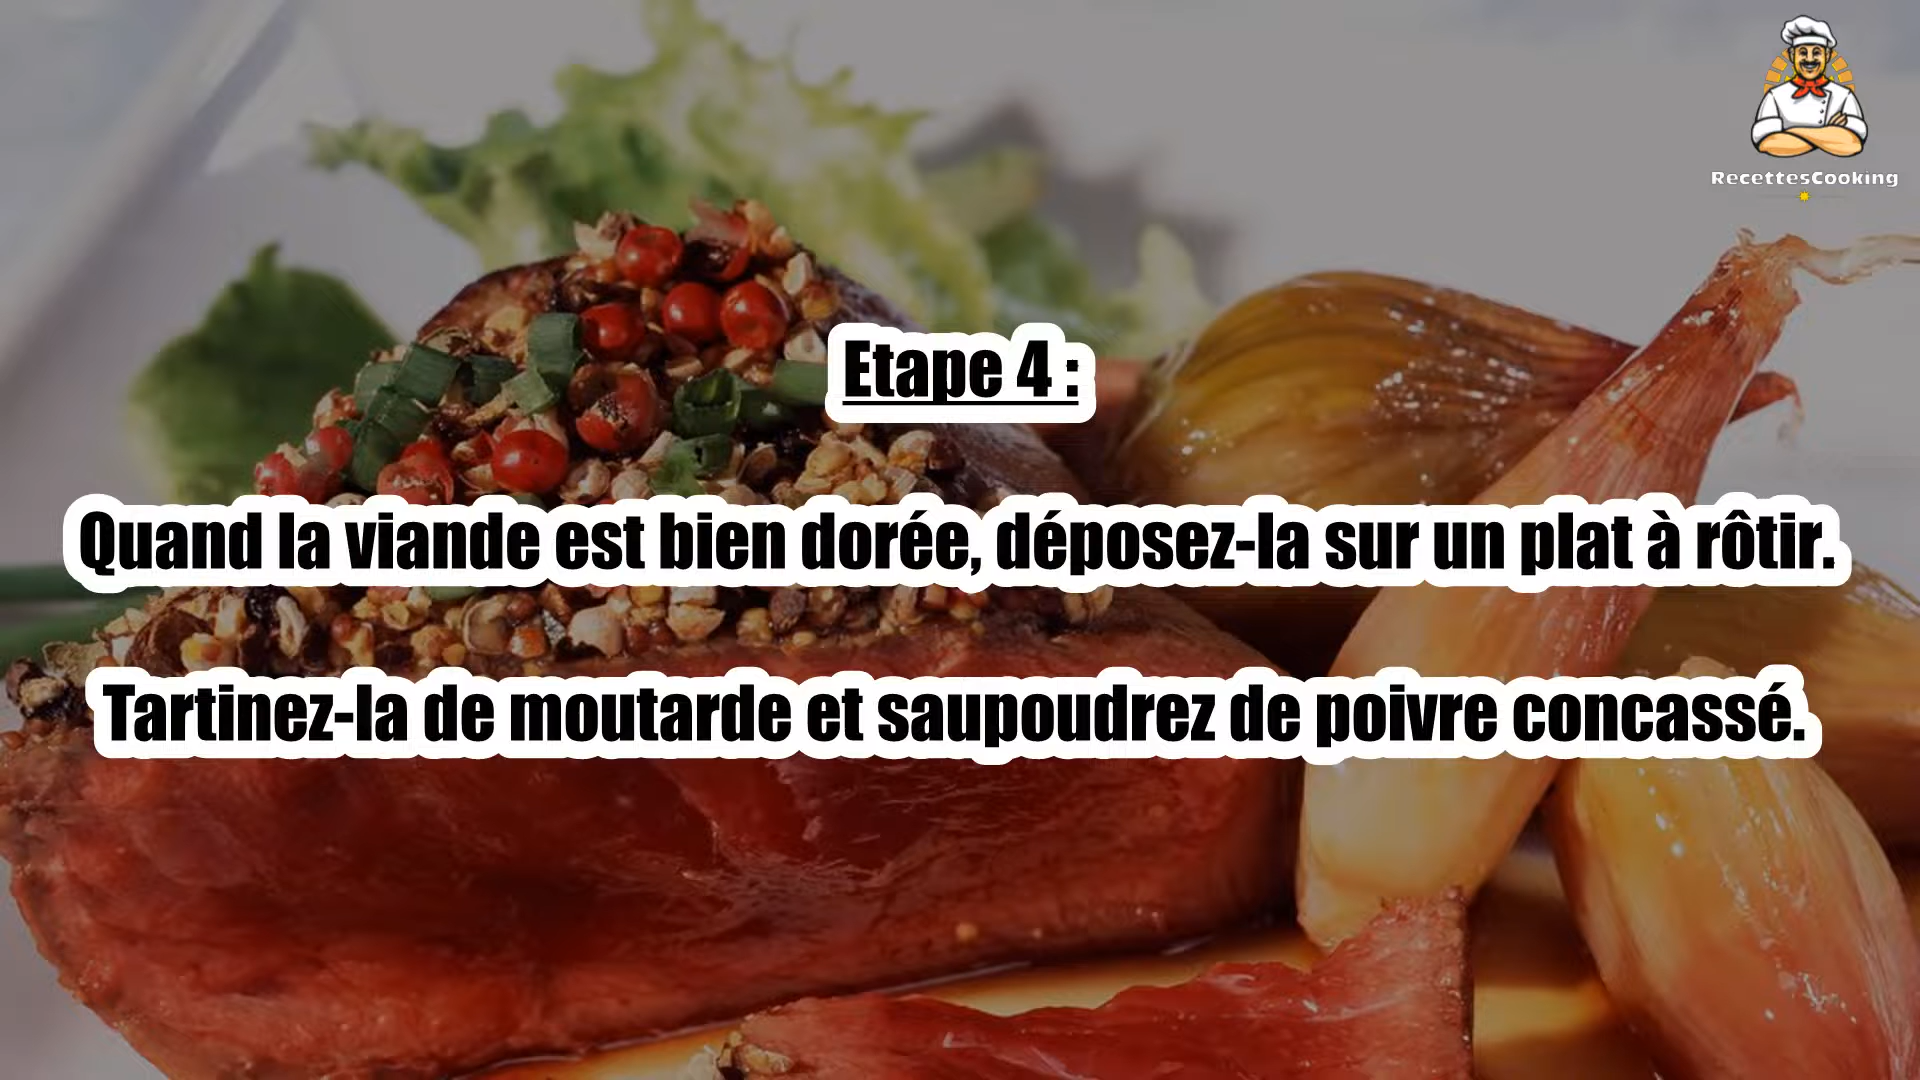 RecettesCooking
Etape 4 :
Quand la viande est bien dorée, déposez-la sur un plat à rôtir.
Tartinez-la de moutarde et saupoudrez de poivre concassé.